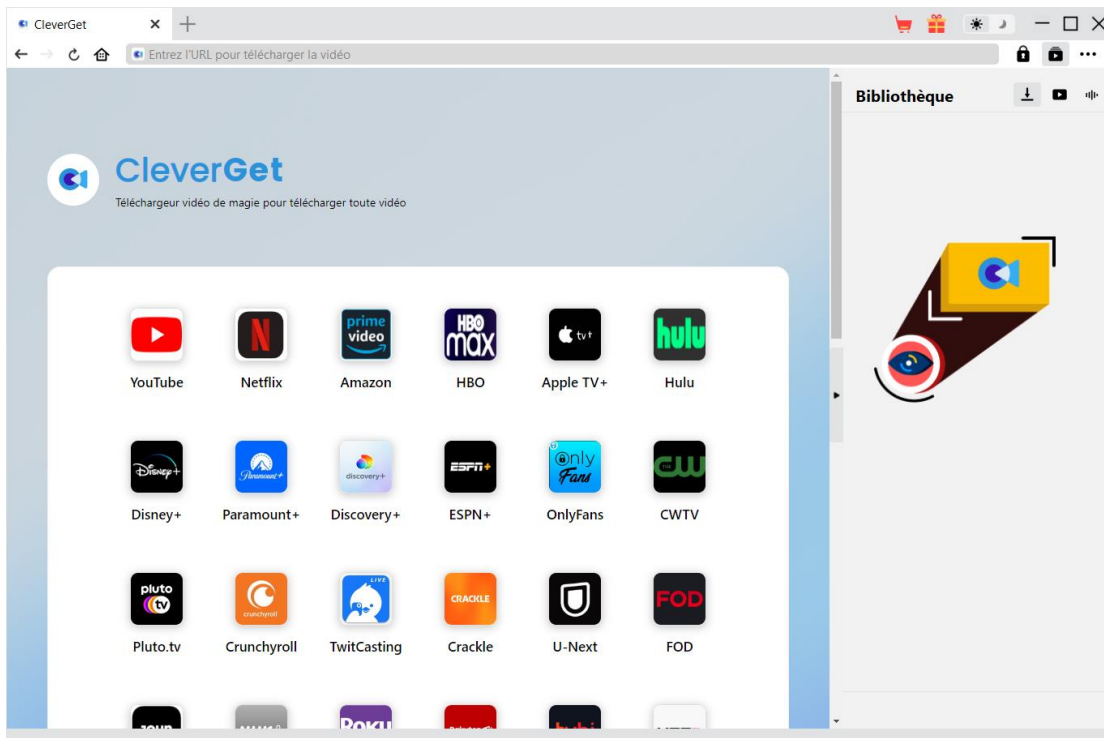 CleverGet
Entrez l'URL pour télécharger la vidéo
Bibliothèque
CleverGet
Téléchargeur vidéo de magie pour télécharger toute vidéo
N prime video HBO max tv+ hulu
YouTube Netflix Amazon HBO Apple TV+ Hulu
Disney+ Paramount+ discovery+ ESPN+ Only Fans THE CW
Disney+ Paramount+ Discovery+ ESPN+ OnlyFans CWTV
pluto tv crunchyroll LIVE CRACKLE FOD
Pluto.tv Crunchyroll TwitCasting Crackle U-Next FOD
ROKU